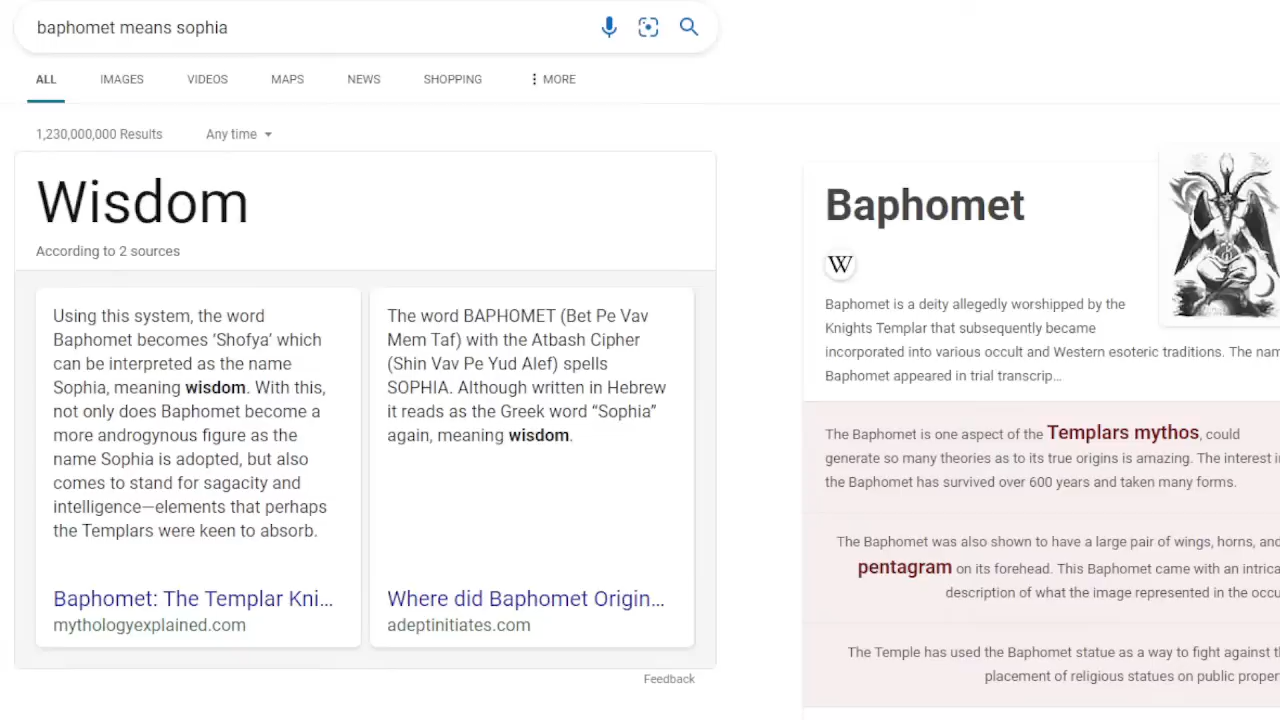 baphomet means sophia
ALL IMAGES VIDEOS MAPS NEWS SHOPPING MORE
1,230,000,000 Results Any time
Wisdom
According to 2 sources
Using this system, the word
Baphomet becomes ‘Shofya’ which
can be interpreted as the name
Sophia, meaning wisdom. With this,
not only does Baphomet become a
more androgynous figure as the
name Sophia is adopted, but also
comes to stand for sagacity and
intelligence—elements that perhaps
the Templars were keen to absorb.
Baphomet: The Templar Kni...
mythologyexplained.com
The word BAPHOMET (Bet Pe Vav
Mem Taf) with the Atbash Cipher
(Shin Vav Pe Yud Alef) spells
SOPHIA. Although written in Hebrew
it reads as the Greek word “Sophia”
again, meaning wisdom.
Where did Baphomet Origin...
adeptinitiates.com
Feedback
Baphomet
W
Baphomet is a deity allegedly worshipped by the
Knights Templar that subsequently became
incorporated into various occult and Western esoteric traditions. The
Baphomet appeared in trial transcrip...
The Baphomet is one aspect of the Templars mythos, could
generate so many theories as to its true origins is amazing. The interest
the Baphomet has survived over 600 years and taken many forms.
The Baphomet was also shown to have a large pair of wings, horns,
pentagram on its forehead. This Baphomet came with an
description of what the image represented in the
The Temple has used the Baphomet statue as a way to fight against
placement of religious statues on public